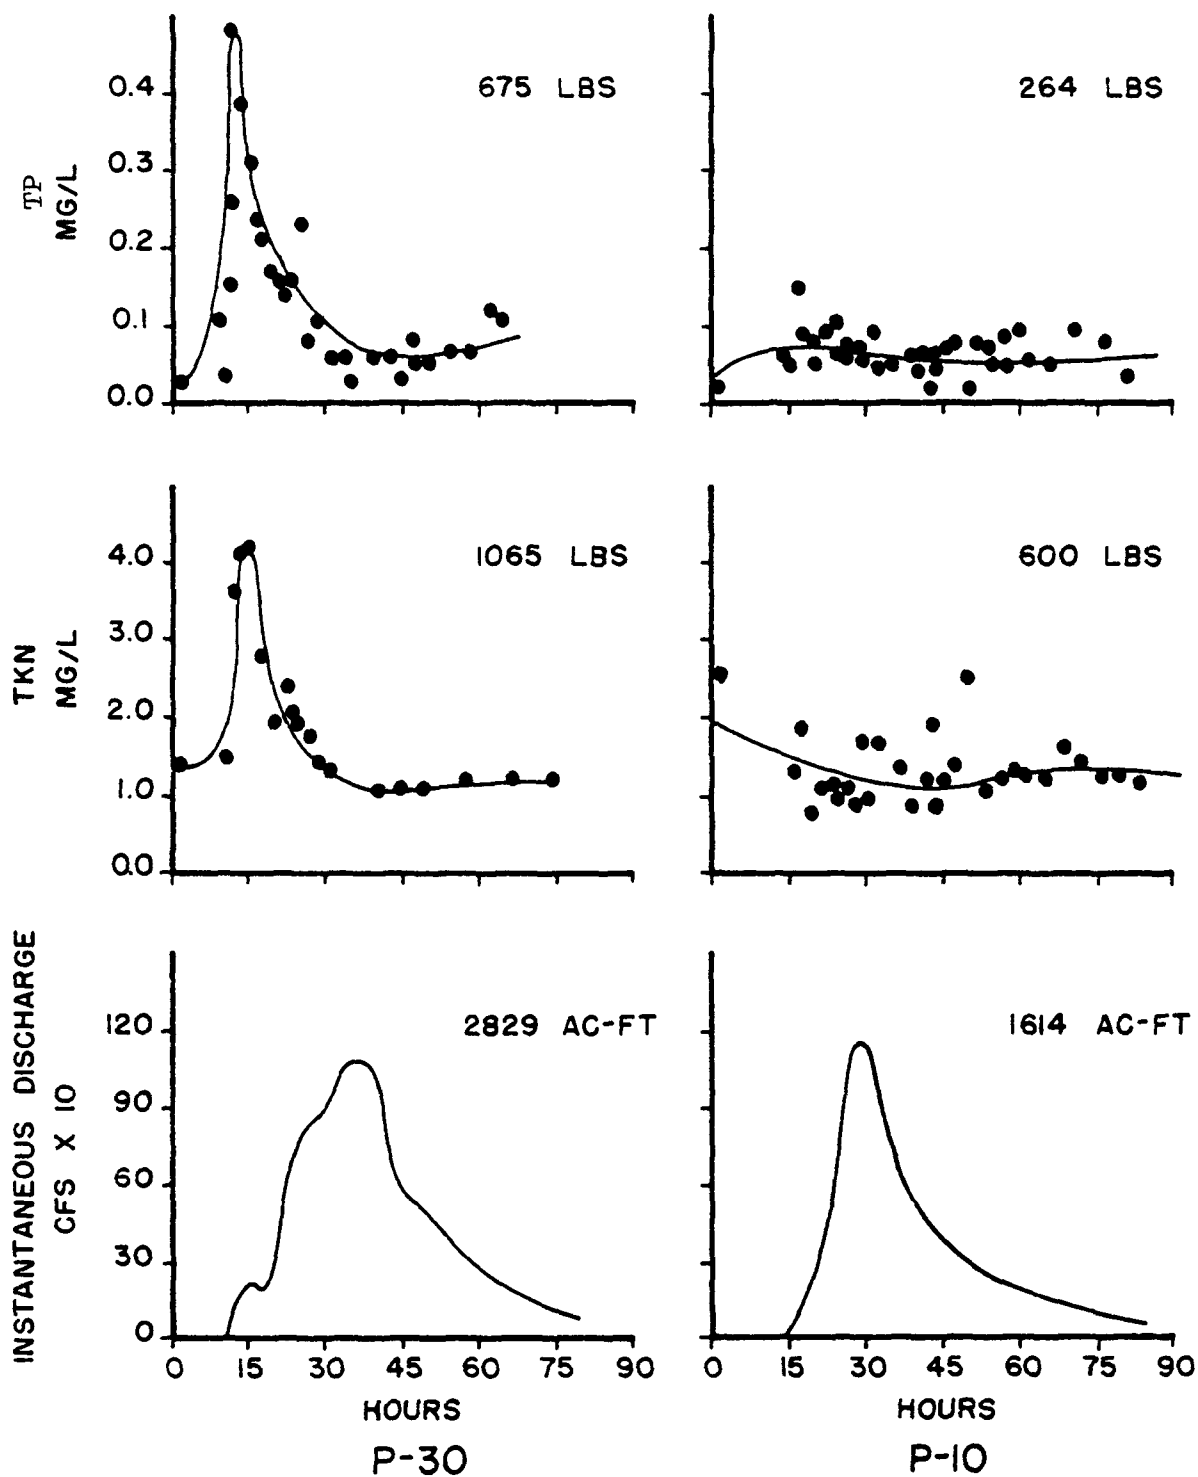 TP
MG/L
0.4
0.3
0.2
0.1
0.0
675 LBS
264 LBS
TKN
MG/L
4.0
3.0
2.0
1.0
0.0
1065 LBS
600 LBS
INSTANTANEOUS DISCHARGE
CFS X 10
120
90
60
30
0
2829 AC-FT
1614 AC-FT
0 15 30 45 60 75 90
0 15 30 45 60 75 90
HOURS
HOURS
P-30
P-10